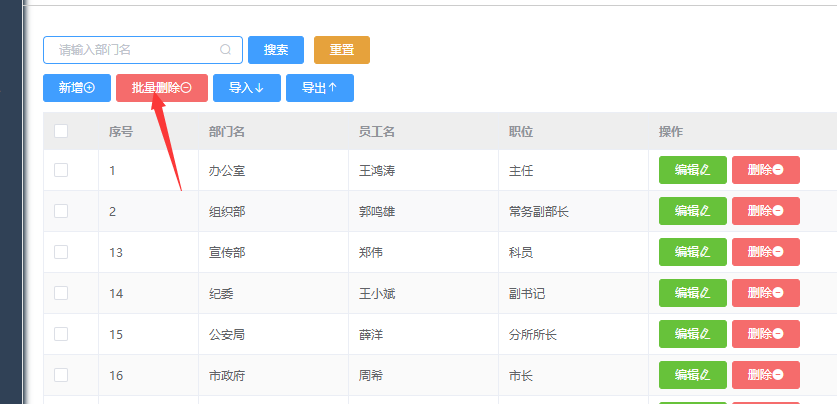 请输入部门名 搜索 重置
新增 批量删除 导入 导出
序号 部门名 员工名 职位 操作
1 办公室 王鸿涛 主任 编辑 删除
2 组织部 郭鸣雄 常务副部长 编辑 删除
13 宣传部 郑伟 科员 编辑 删除
14 纪委 王小斌 副书记 编辑 删除
15 公安局 薛洋 分所所长 编辑 删除
16 市政府 周希 市长 编辑 删除